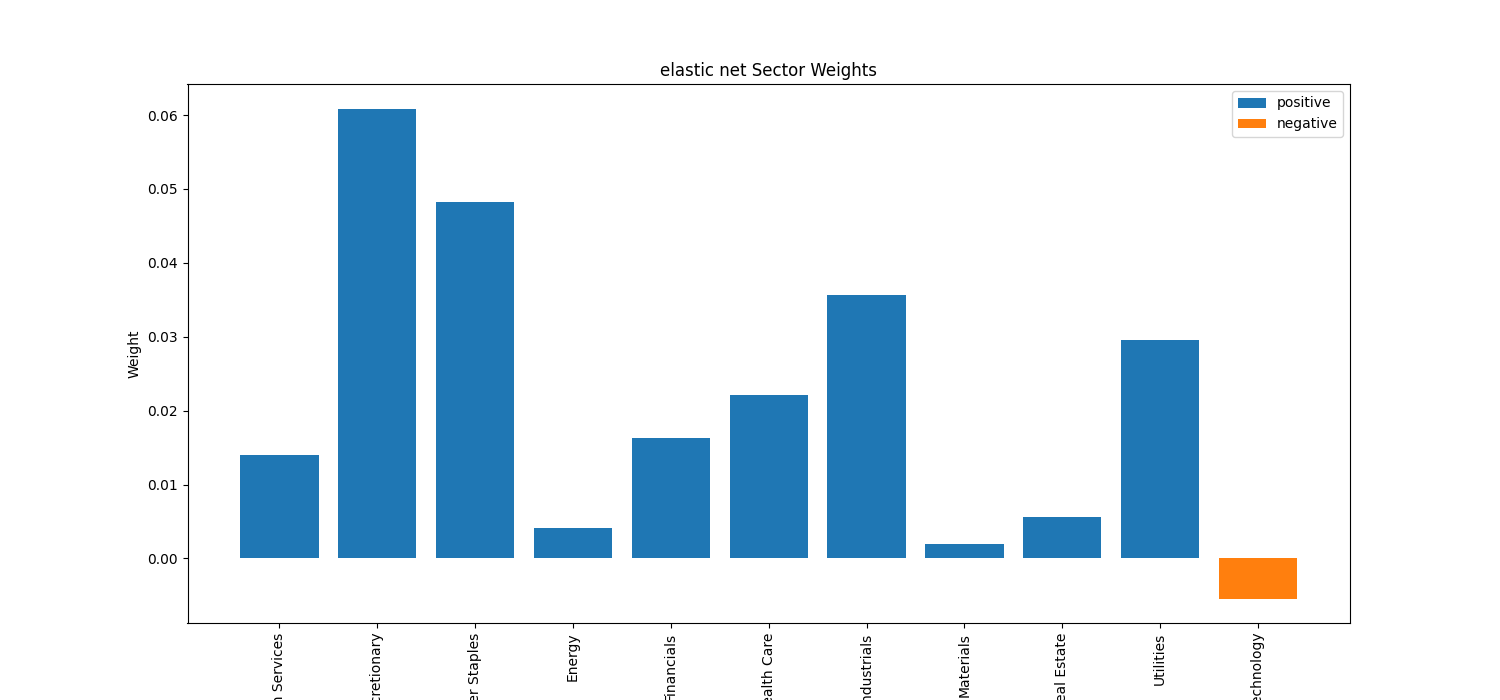 elastic net Sector Weights
positive
negative
0.06
0.05
0.04
0.03
0.02
0.01
0.00
Weight
Services
cretionary
er Staples
Energy
Financials
ealth Care
ndustrials
Materials
eal Estate
Utilities
echnology